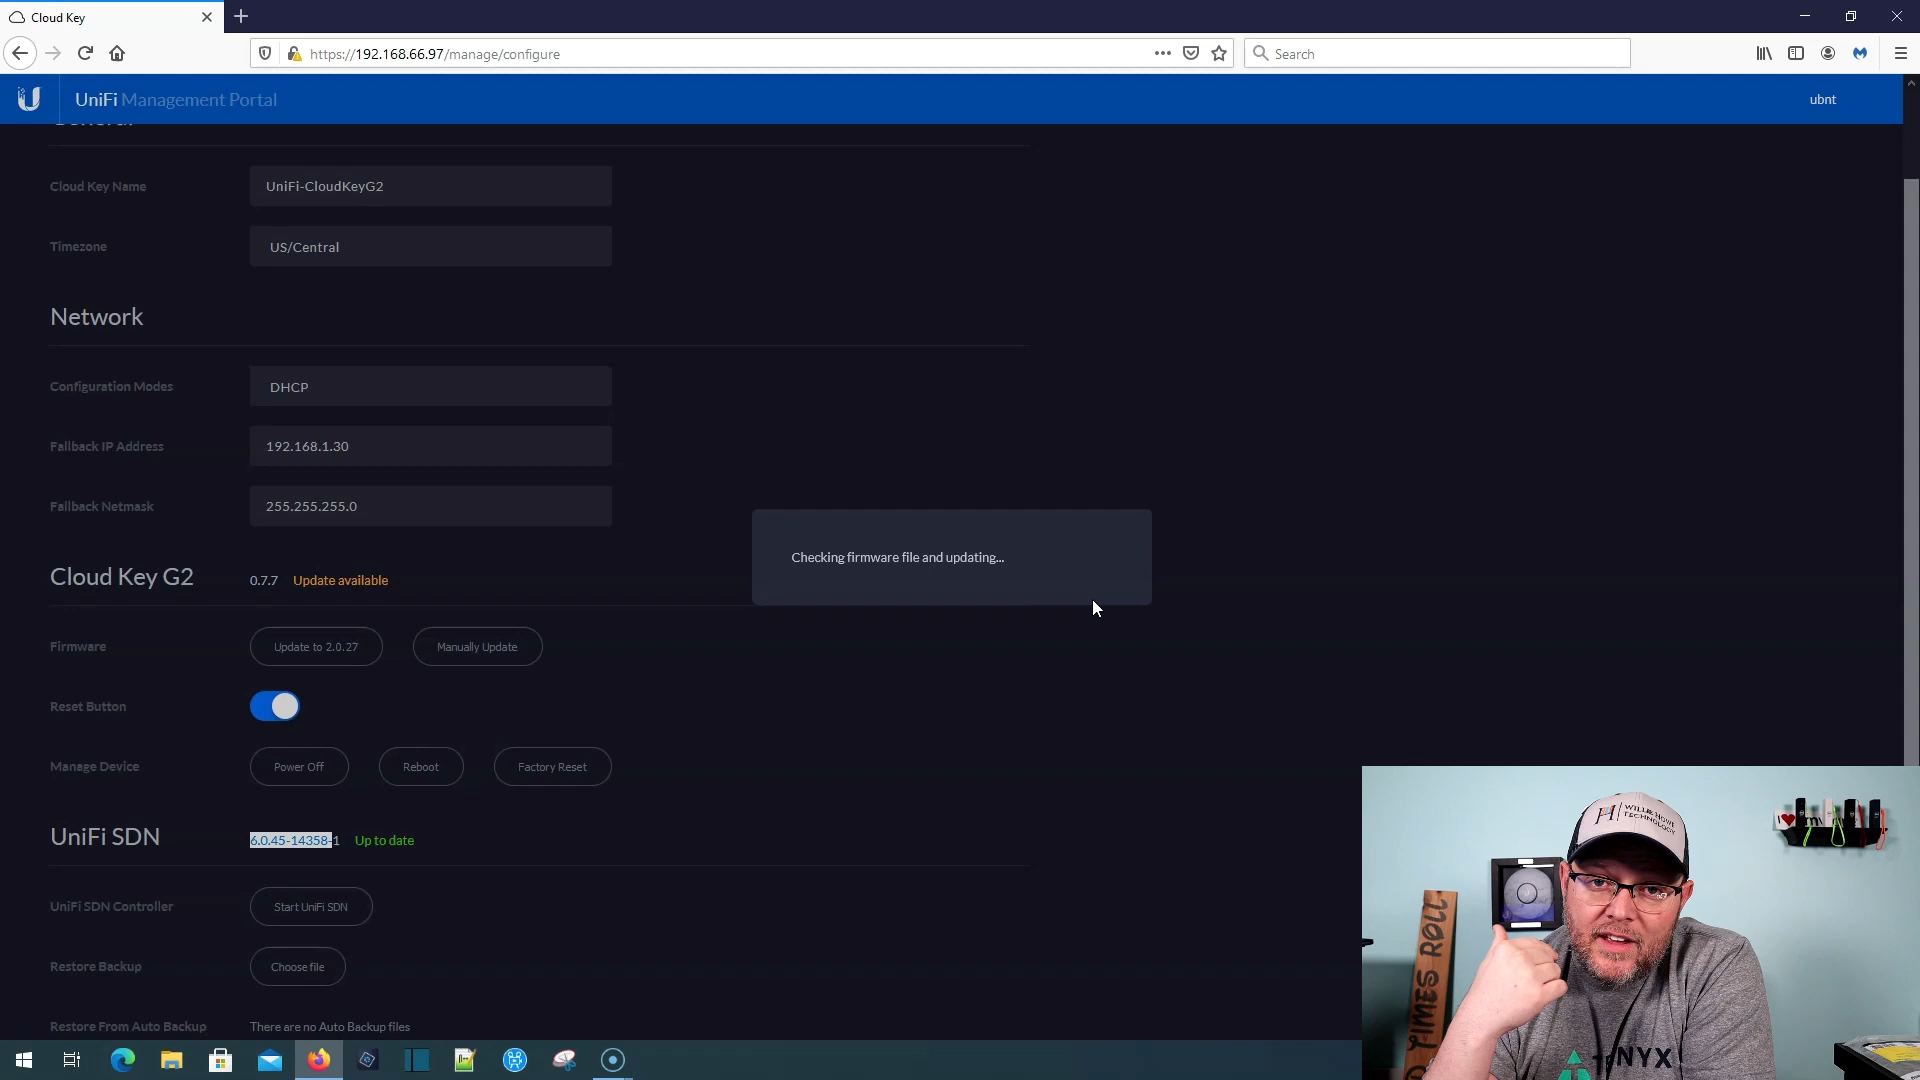 Cloud Key
https://192.168.66.97/manage/configure
Search
UniFi Management Portal
ubnt
General
Cloud Key Name
UniFi-CloudKeyG2
Timezone
US/Central
Network
Configuration Modes
DHCP
Fallback IP Address
192.168.1.30
Fallback Netmask
255.255.255.0
Checking firmware file and updating...
Cloud Key G2
0.7.7
Update available
Firmware
Update to 2.0.27
Manually Update
Reset Button
Manage Device
Power Off
Reboot
Factory Reset
UniFi SDN
6.0.45-14358-1
Up to date
UniFi SDN Controller
Start UniFi SDN
Restore Backup
Choose file
Restore From Auto Backup
There are no Auto Backup files
WILLIE HOWE
TECHNOLOGY
TIMES ROLL
NYX